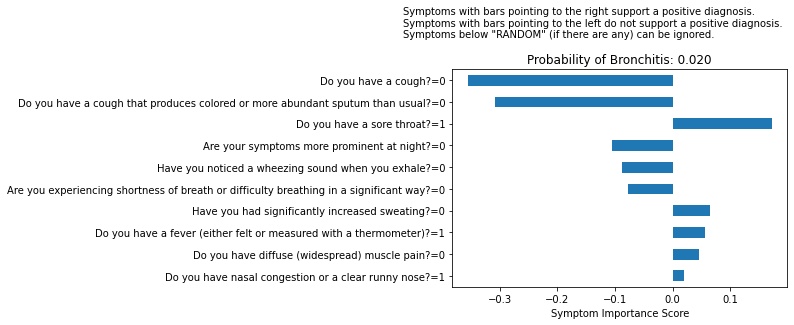 Symptoms with bars pointing to the right support a positive diagnosis.
Symptoms with bars pointing to the left do not support a positive diagnosis.
Symptoms below "RANDOM" (if there are any) can be ignored.
Probability of Bronchitis: 0.020
Do you have a cough?=0
Do you have a cough that produces colored or more abundant sputum than usual?=0
Do you have a sore throat?=1
Are your symptoms more prominent at night?=0
Have you noticed a wheezing sound when you exhale?=0
Are you experiencing shortness of breath or difficulty breathing in a significant way?=0
Have you had significantly increased sweating?=0
Do you have a fever (either felt or measured with a thermometer)?=1
Do you have diffuse (widespread) muscle pain?=0
Do you have nasal congestion or a clear runny nose?=1
−0.3 −0.2 −0.1 0.0 0.1
Symptom Importance Score